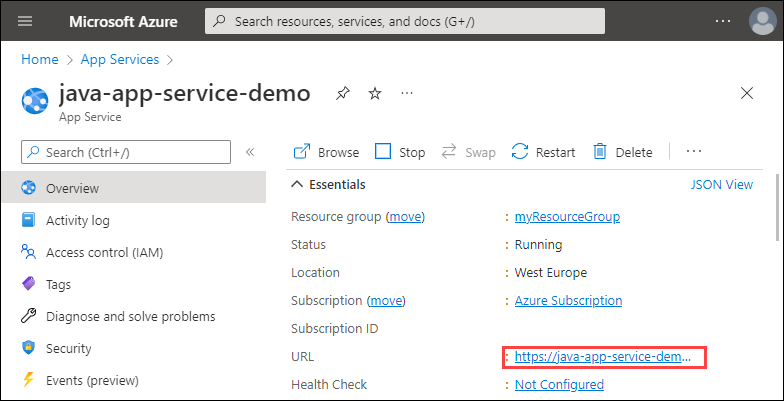 Microsoft Azure
Search resources, services, and docs (G+/)
...
Home > App Services >
java-app-service-demo
...
App Service
Search (Ctrl+/)
«
Browse
Stop
Swap
Restart
Delete
...
Overview
Activity log
Access control (IAM)
Tags
Diagnose and solve problems
Security
Events (preview)
Essentials
JSON View
Resource group (move) : myResourceGroup
Status : Running
Location : West Europe
Subscription (move) : Azure Subscription
Subscription ID
URL : https://java-app-service-dem...
Health Check : Not Configured